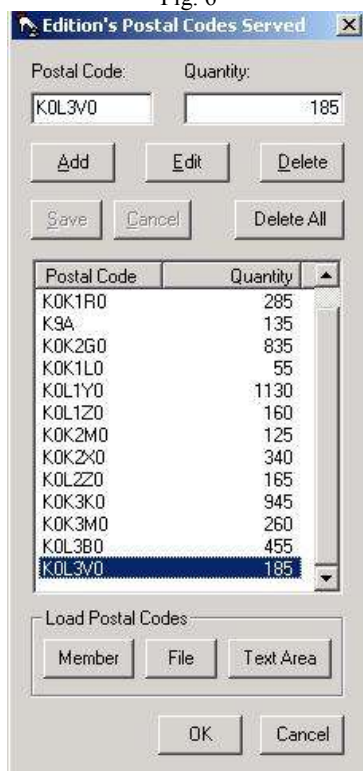 Fig. 6
Edition's Postal Codes Served
Postal Code: Quantity:
K0L3V0 185
Add Edit Delete
Save Cancel Delete All
Postal Code Quantity
K0K1R0 285
K9A 135
K0K2G0 835
K0K1L0 55
K0L1Y0 1130
K0L1Z0 160
K0K2M0 125
K0K2X0 340
K0L2Z0 165
K0K3K0 945
K0K3M0 260
K0L3B0 455
K0L3V0 185
Load Postal Codes
Member File Text Area
OK Cancel